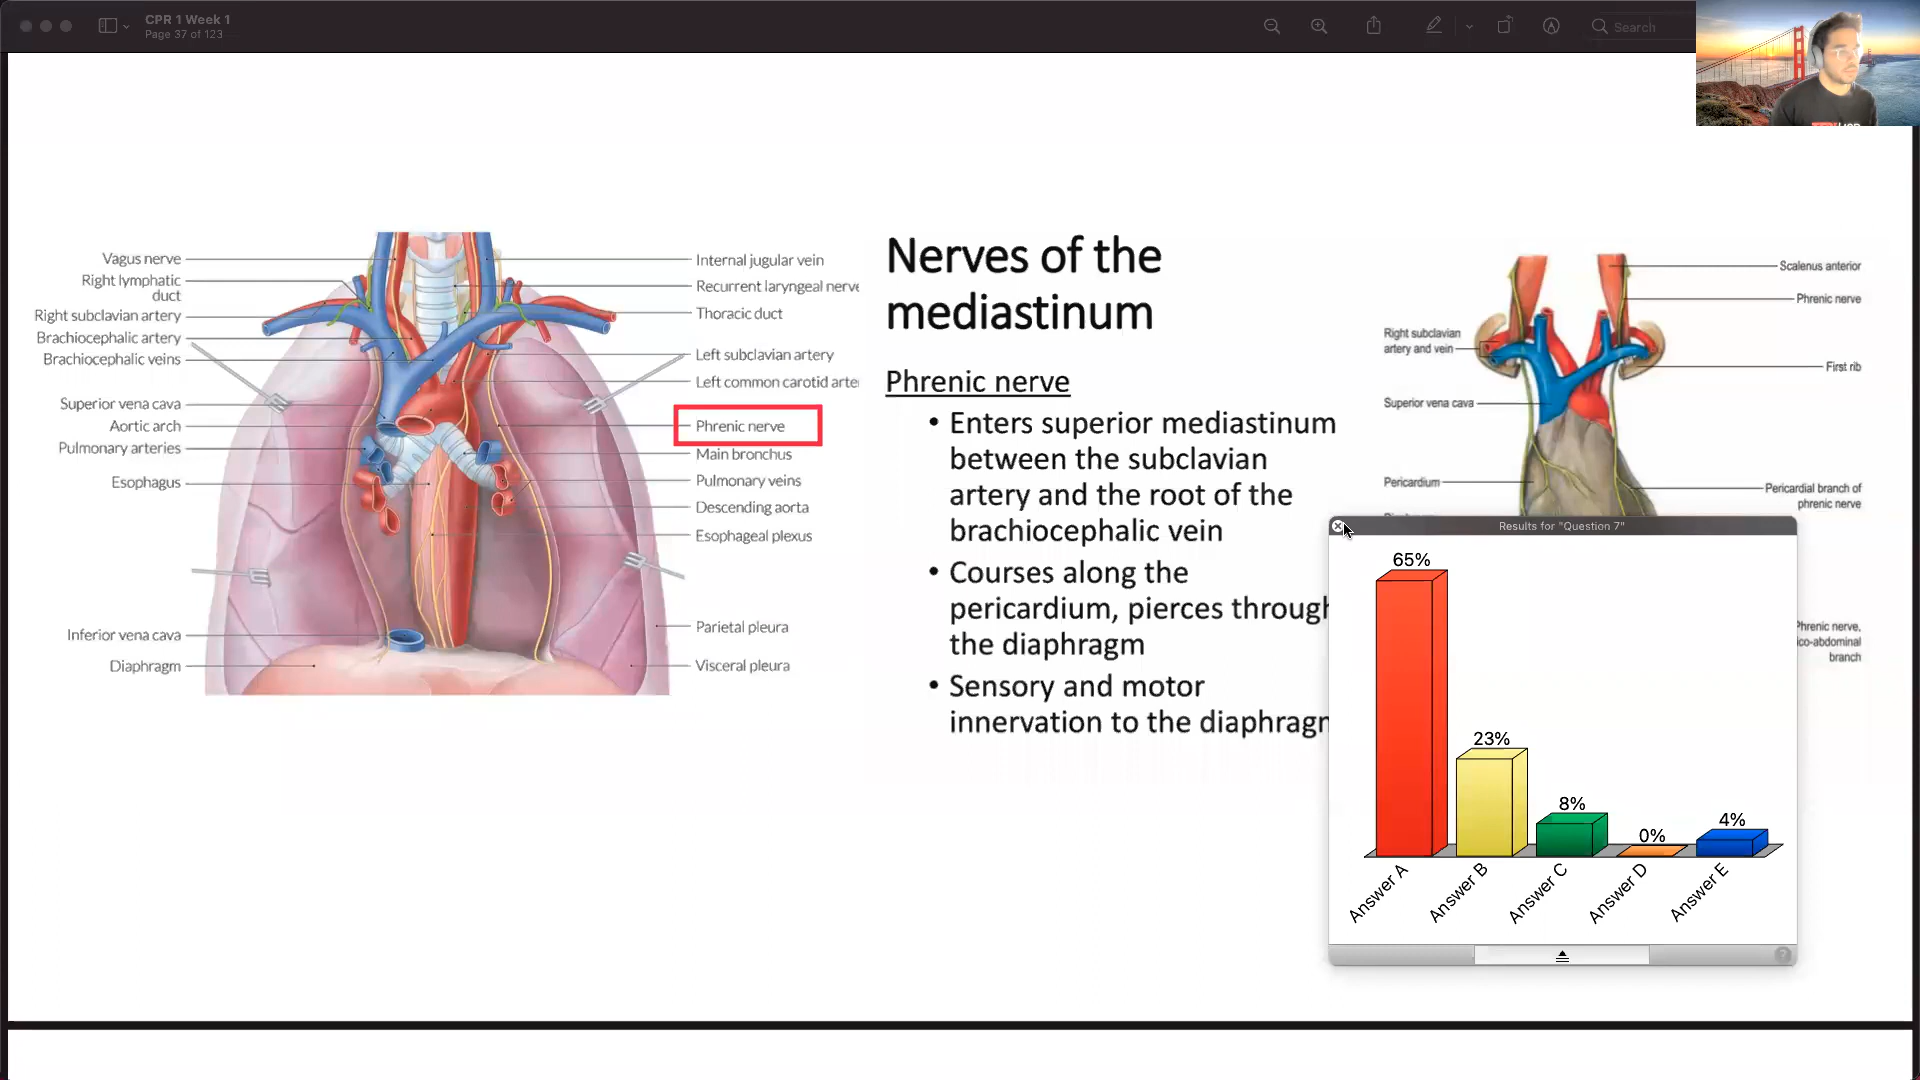 CPR 1 Week 1
Page 37 of 123
Search
Vagus nerve
Right lymphatic
duct
Right subclavian artery
Brachiocephalic artery
Brachiocephalic veins
Superior vena cava
Aortic arch
Pulmonary arteries
Esophagus
Inferior vena cava
Diaphragm
Internal jugular vein
Recurrent laryngeal nerve
Thoracic duct
Left subclavian artery
Left common carotid arte
Phrenic nerve
Main bronchus
Pulmonary veins
Descending aorta
Esophageal plexus
Parietal pleura
Visceral pleura
Nerves of the
mediastinum
Phrenic nerve
• Enters superior mediastinum
between the subclavian
artery and the root of the
brachiocephalic vein
• Courses along the
pericardium, pierces through
the diaphragm
• Sensory and motor
innervation to the diaphragm
Scalenus anterior
Phrenic nerve
Right subclavian
artery and vein
First rib
Superior vena cava
Pericardium
Pericardial branch of
phrenic nerve
Phrenic nerve,
ico-abdominal
branch
Results for "Question 7"
65%
23%
8%
0%
4%
Answer A
Answer B
Answer C
Answer D
Answer E
?